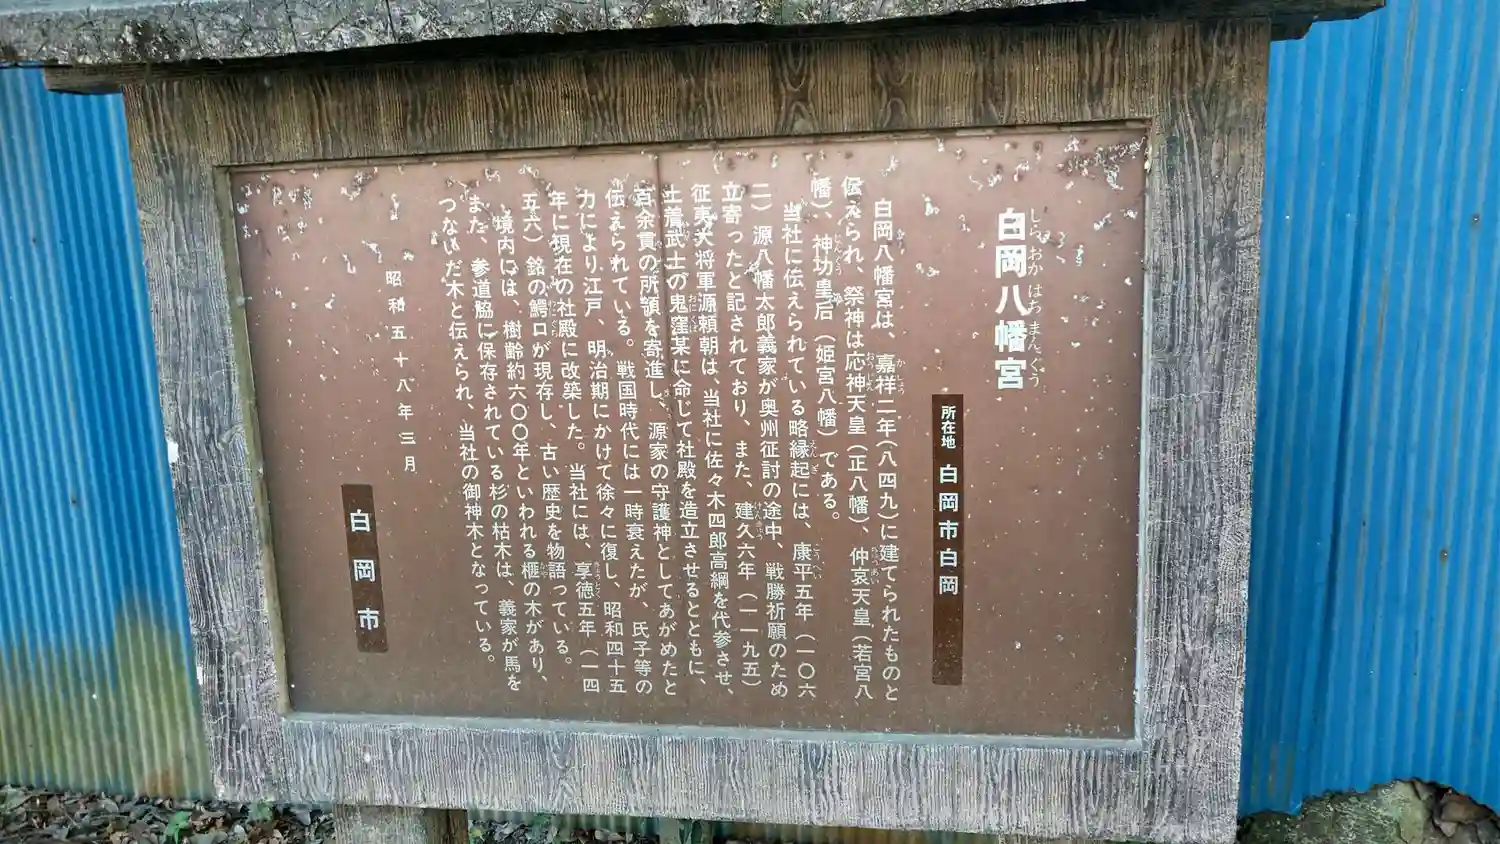 しらおかはちまんぐう
白岡八幡宮
所在地 白岡市白岡
白岡八幡宮は、嘉祥二年(八四九)に建てられたものと
伝えられ、祭神は応神天皇(正八幡)、仲哀天皇(若宮八
幡)、神功皇后(姫宮八幡)である。
当社に伝えられている略縁起には、康平五年(一〇六
二)源八幡太郎義家が奥州征討の途中、戦勝祈願のため
立寄ったと記されており、また、建久六年(一一九五)
征夷大将軍源頼朝は、当社に佐々木四郎高綱を代参させ、
土着武士の鬼窪某に命じて社殿を造立させるとともに、
百余貫の所領を寄進し、源家の守護神としてあがめたと
伝えられている。戦国時代には一時衰えたが、氏子等の
力により江戸、明治期にかけて徐々に復し、昭和四十五
年に現在の社殿に改築した。当社には、享徳五年(一四
五六)銘の鰐口が現存し、古い歴史を物語っている。
境内には、樹齢約六〇〇年といわれる榧の木があり、
また、参道脇に保存されている杉の枯木は、義家が馬を
つないだ木と伝えられ、当社の御神木となっている。
昭和五十八年三月
白岡市